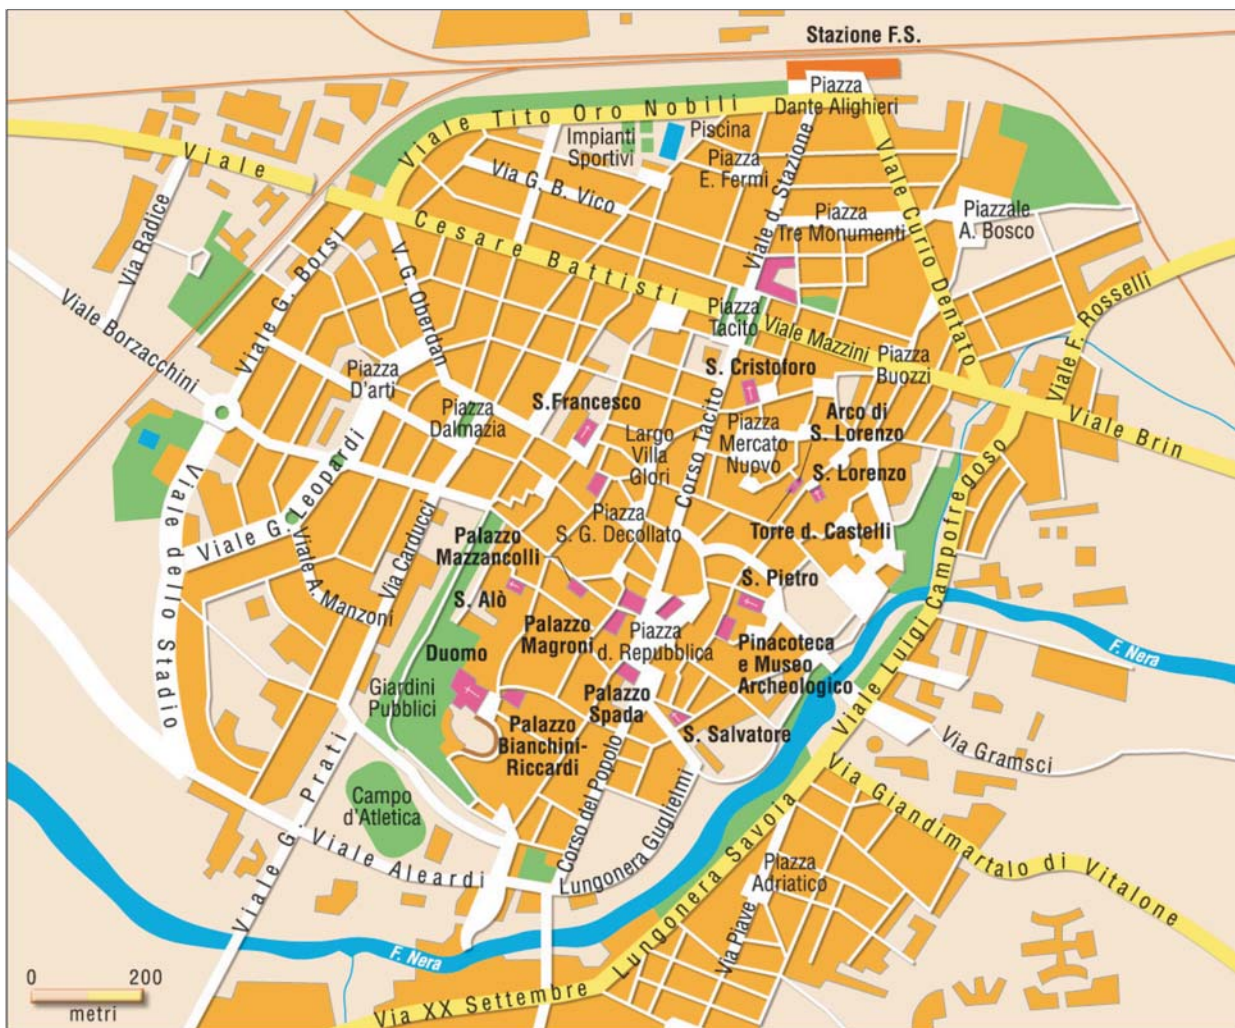 Stazione F.S.
Piazza
Dante Alighieri
Viale Tito Oro Nobili
Impianti
Sportivi
Piscina
Piazza
E. Fermi
Viale d. Stazione
Viale Curio Dentato
Viale
Via Radice
Via G. B. Vico
Piazza
Tre Monumenti
Piazzale
A. Bosco
Cesare Battisti
Viale G. Borsi
V. G. Oberdan
Viale Borzacchini
Viale F. Rosselli
Piazza
Tacito
Viale Mazzini
Piazza
Buozzi
Piazza
D'arti
S. Cristoforo
Piazza
Dalmazia
S.Francesco
Largo
Villa
Glori
Corso Tacito
Piazza
Mercato
Nuovo
Arco di
S. Lorenzo
Viale Brin
S. Lorenzo
Viale G. Leopardi
Viale dello Stadio
Viale A. Manzoni
Via Carducci
Piazza
S. G. Decollato
Palazzo
Mazzancolli
Torre d. Castelli
S. Alò
S. Pietro
Viale Luigi Campofregoso
Palazzo
Magroni
Piazza
d. Repubblica
Pinacoteca
e Museo
Archeologico
F. Nera
Duomo
Giardini
Pubblici
Palazzo
Spada
Palazzo
Bianchini-
Riccardi
S. Salvatore
Via Gramsci
Viale G. Prati
Campo
d'Atletica
Viale Aleardi
Corso del Popolo
Lungonera Guglielmi
Lungonera Savoia
Via Giandimartalo di Vitalone
Piazza
Adriatico
Via Piave
F. Nera
Via XX Settembre
0 200
metri